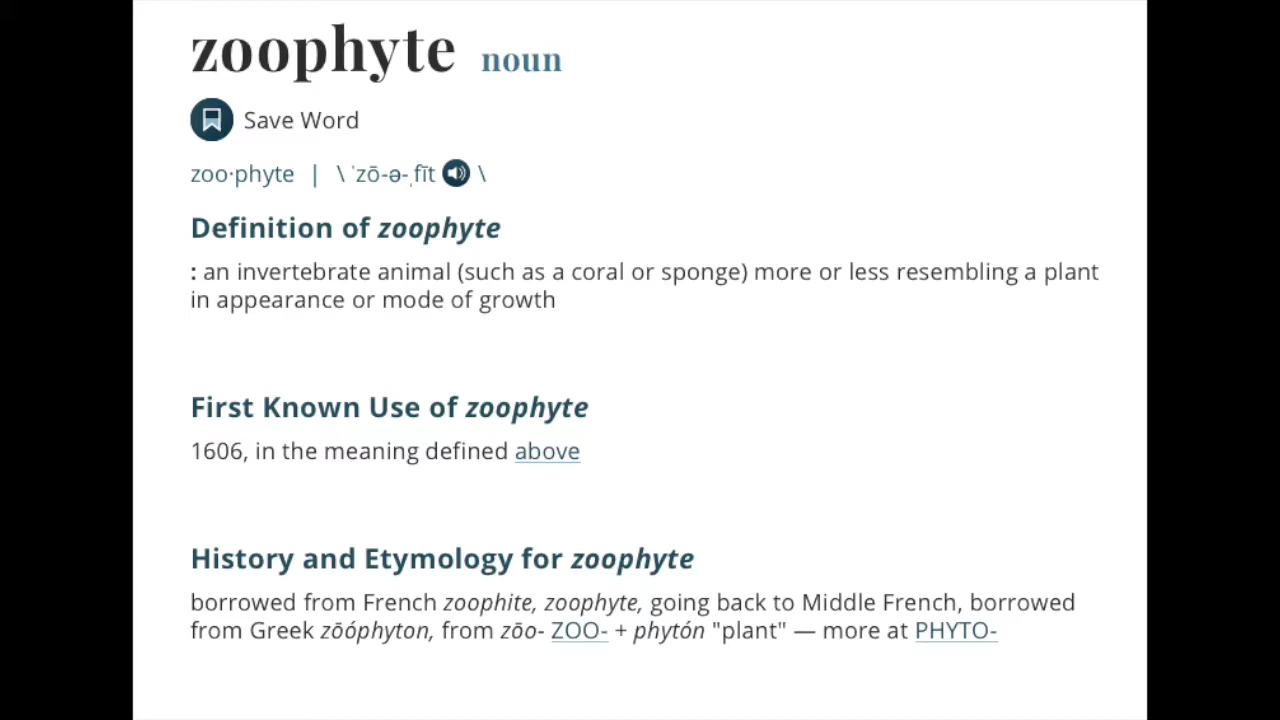 zoophyte noun
Save Word
zoo·phyte | \ ˈzō-ə-ˌfīt \
Definition of zoophyte
: an invertebrate animal (such as a coral or sponge) more or less resembling a plant
in appearance or mode of growth
First Known Use of zoophyte
1606, in the meaning defined above
History and Etymology for zoophyte
borrowed from French zoophite, zoophyte, going back to Middle French, borrowed
from Greek zōóphyton, from zōo- ZOO- + phytón "plant" — more at PHYTO-